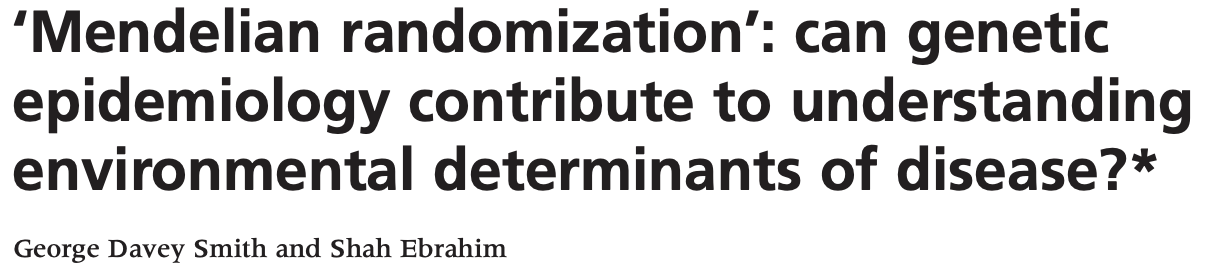 ‘Mendelian randomization’: can genetic
epidemiology contribute to understanding
environmental determinants of disease?*
George Davey Smith and Shah Ebrahim